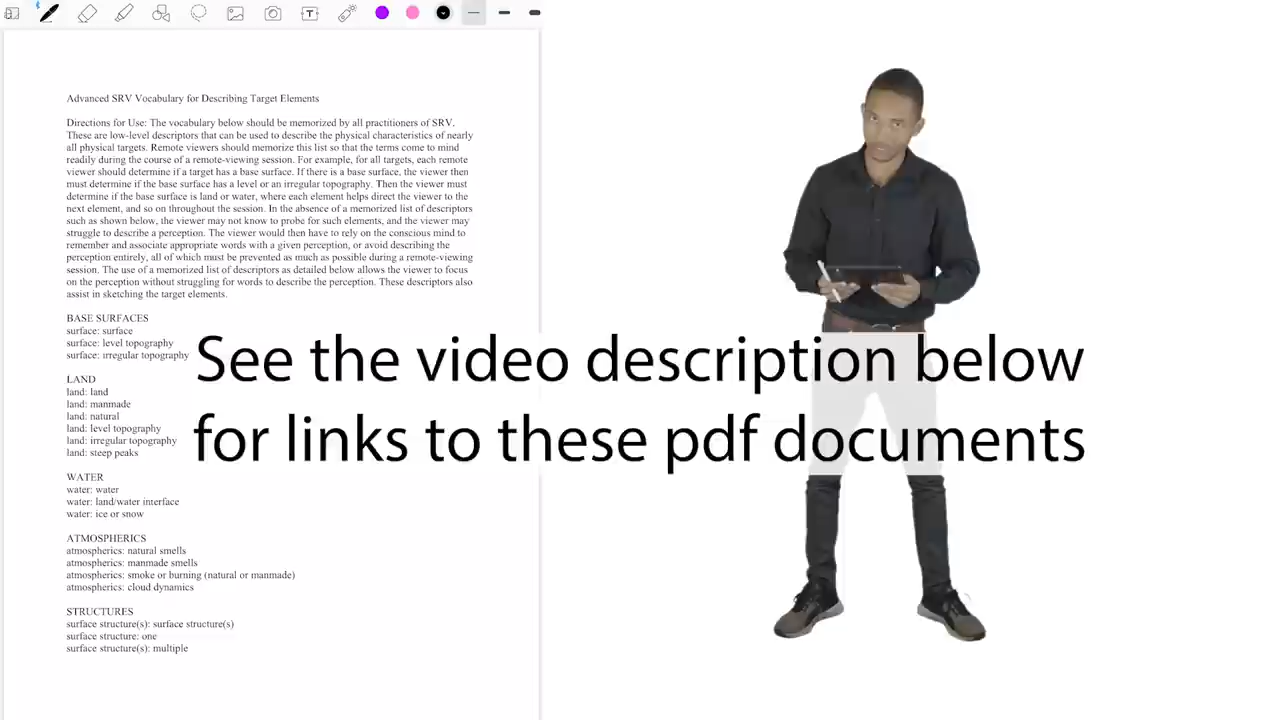 Advanced SRV Vocabulary for Describing Target Elements
Directions for Use: The vocabulary below should be memorized by all practitioners of SRV.
These are low-level descriptors that can be used to describe the physical characteristics of nearly
all physical targets. Remote viewers should memorize this list so that the terms come to mind
readily during the course of a remote-viewing session. For example, for all targets, each remote
viewer should determine if a target has a base surface. If there is a base surface, the viewer then
must determine if the base surface has a level or an irregular topography. Then the viewer must
determine if the base surface is land or water, where each element helps direct the viewer to the
next element, and so on throughout the session. In the absence of a memorized list of descriptors
such as shown below, the viewer may not know to probe for such elements, and the viewer may
struggle to describe a perception. The viewer would then have to rely on the conscious mind to
remember and associate appropriate words with a given perception, or avoid describing the
perception entirely, all of which must be prevented as much as possible during a remote-viewing
session. The use of a memorized list of descriptors as detailed below allows the viewer to focus
on the perception without struggling for words to describe the perception. These descriptors also
assist in sketching the target elements.
BASE SURFACES
surface: surface
surface: level topography
surface: irregular topography
See the video description below
for links to these pdf documents
LAND
land: land
land: manmade
land: natural
land: level topography
land: irregular topography
land: steep peaks
WATER
water: water
water: land/water interface
water: ice or snow
ATMOSPHERICS
atmospherics: natural smells
atmospherics: manmade smells
atmospherics: smoke or burning (natural or manmade)
atmospherics: cloud dynamics
STRUCTURES
surface structure(s): surface structure(s)
surface structure: one
surface structure(s): multiple